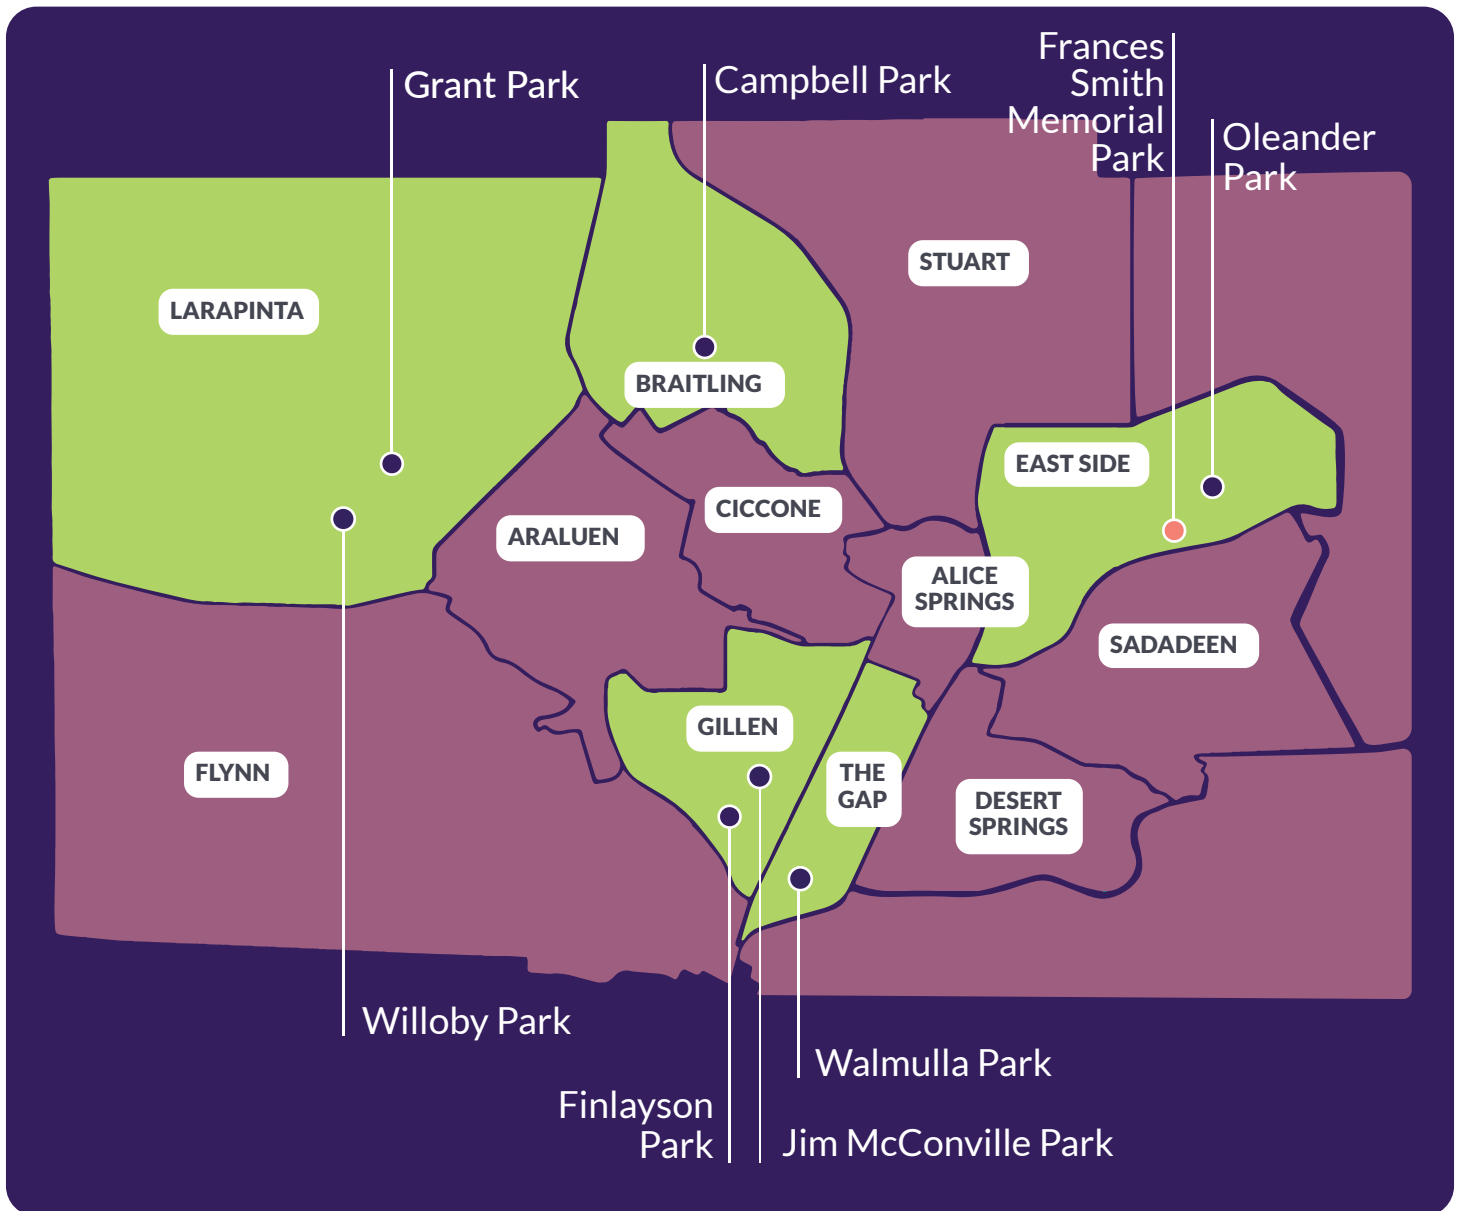 Grant Park
Campbell Park
Frances
Smith
Memorial
Park
Oleander
Park
STUART
LARAPINTA
BRAITLING
EAST SIDE
CICCONE
ARALUEN
ALICE
SPRINGS
SADADEEN
GILLEN
FLYNN
THE
GAP
DESERT
SPRINGS
Willoby Park
Walmulla Park
Finlayson
Park
Jim McConville Park